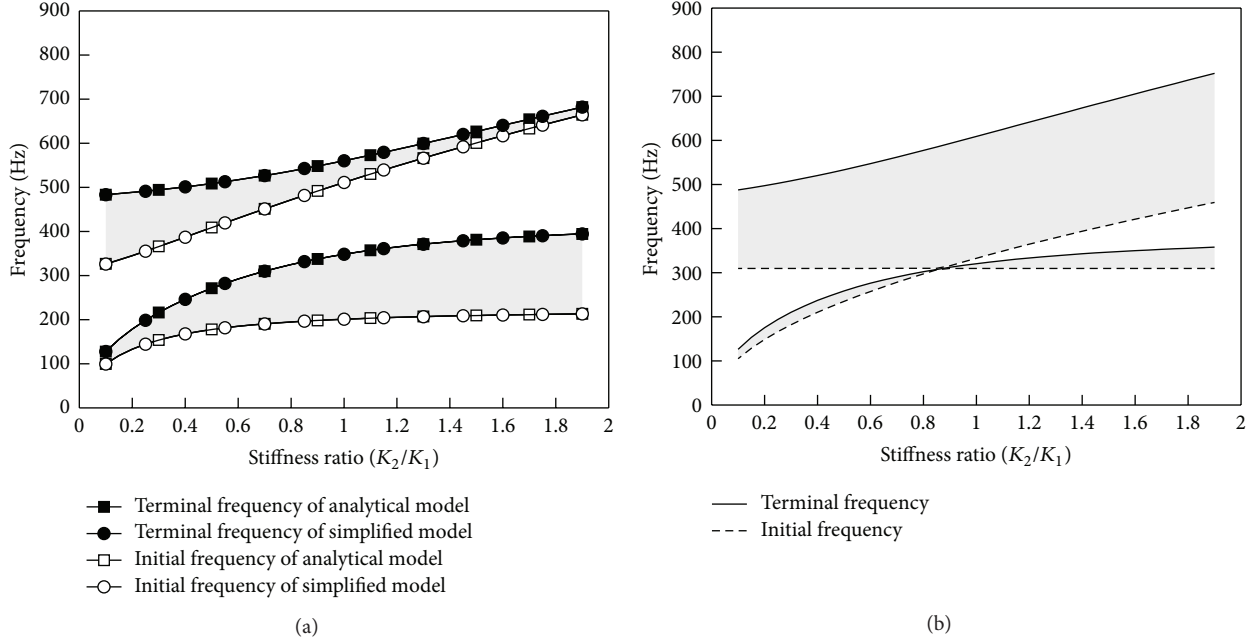 900
800
700
600
500
400
300
200
100
0
Frequency (Hz)
0 0.2 0.4 0.6 0.8 1 1.2 1.4 1.6 1.8 2
Stiffness ratio (K2/K1)
Terminal frequency of analytical model
Terminal frequency of simplified model
Initial frequency of analytical model
Initial frequency of simplified model
(a)
900
800
700
600
500
400
300
200
100
0
Frequency (Hz)
0 0.2 0.4 0.6 0.8 1 1.2 1.4 1.6 1.8 2
Stiffness ratio (K2/K1)
Terminal frequency
Initial frequency
(b)